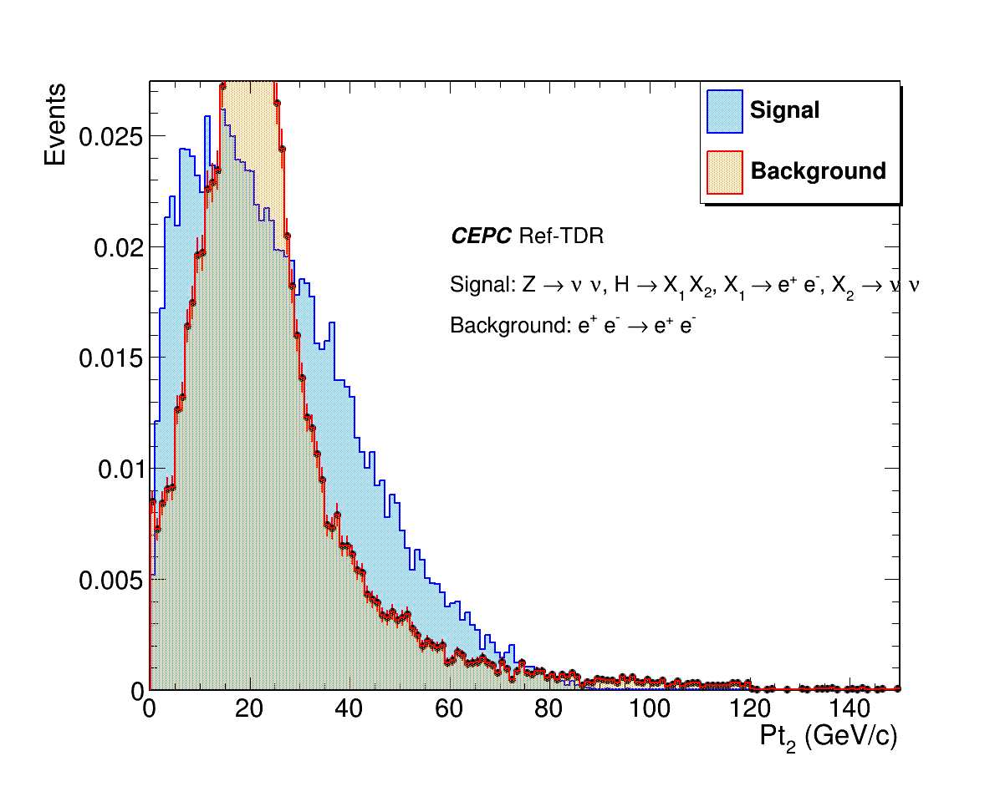 Events
0.025
0.02
0.015
0.01
0.005
0
Signal
Background
CEPC Ref-TDR
Signal: Z → ν ν, H → X₁ X₂, X₁ → e⁺ e⁻, X₂ → ν ν
Background: e⁺ e⁻ → e⁺ e⁻
0 20 40 60 80 100 120 140
Pt₂ (GeV/c)